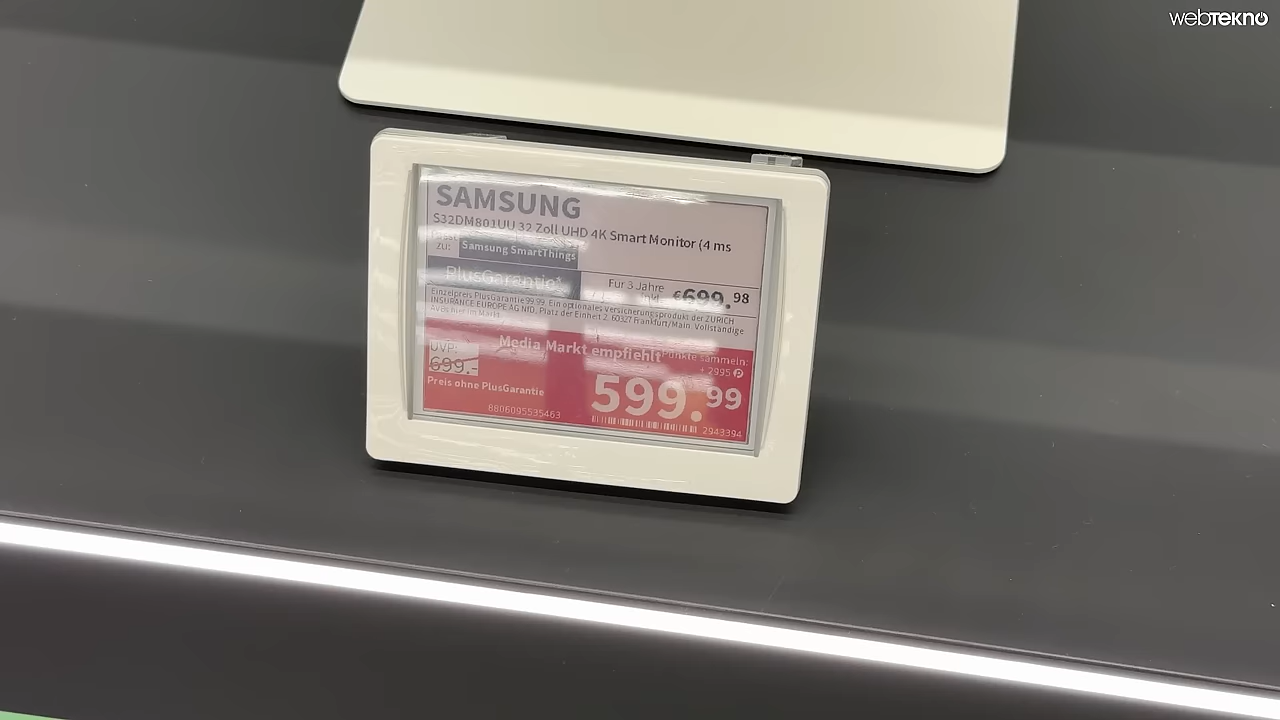 webTEKNO
SAMSUNG
S32DM801UU 32 Zoll UHD 4K Smart Monitor (4 ms
zu: Samsung SmartThings
PlusGarantie*
Für 3 Jahre
€699.98
Einzelpreis PlusGarantie 99.99. Ein optionales Versicherungsprodukt der ZURICH
INSURANCE EUROPE AG NfD, Platz der Einheit 2, 60327 Frankfurt/Main. Vollständige
Media Markt empfiehlt
Punkte sammeln:
+ 2995 P
UVP:
699.-
Preis ohne PlusGarantie
599.99
8806095535463
2943394